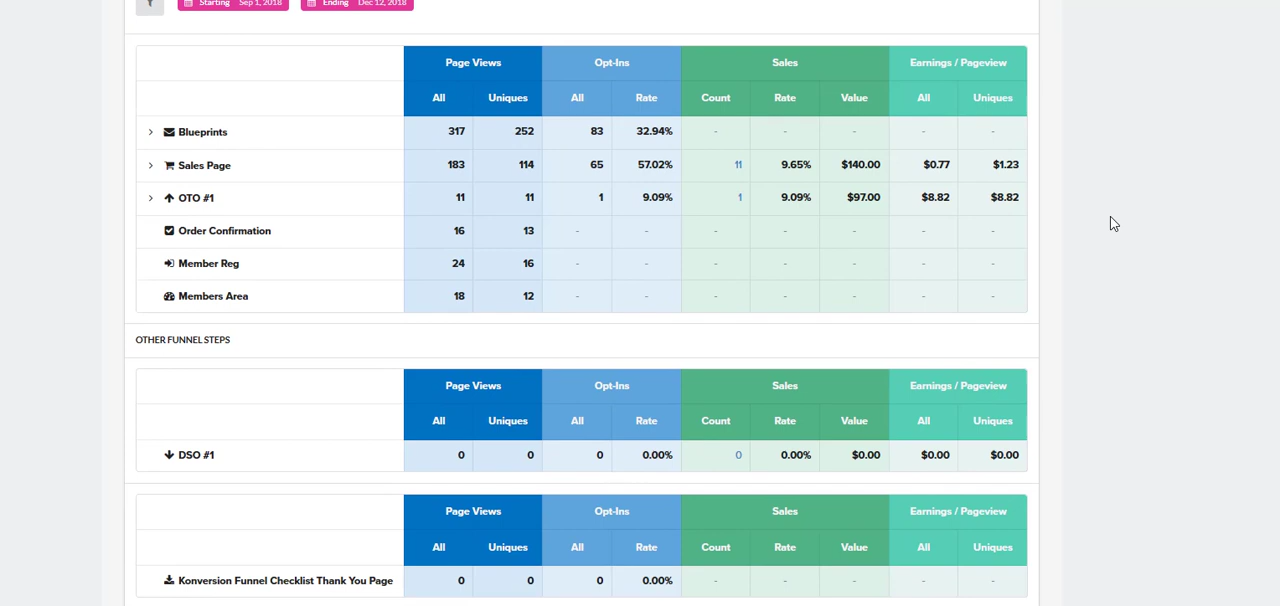 Starting Sep 1, 2018 Ending Dec 12, 2018
Page Views Opt-Ins Sales Earnings / Pageview
All Uniques All Rate Count Rate Value All Uniques
Blueprints 317 252 83 32.94% - - - - -
Sales Page 183 114 65 57.02% 11 9.65% $140.00 $0.77 $1.23
OTO #1 11 11 1 9.09% 1 9.09% $97.00 $8.82 $8.82
Order Confirmation 16 13 - - - - - - -
Member Reg 24 16 - - - - - - -
Members Area 18 12 - - - - - - -
OTHER FUNNEL STEPS
Page Views Opt-Ins Sales Earnings / Pageview
All Uniques All Rate Count Rate Value All Uniques
DSO #1 0 0 0 0.00% 0 0.00% $0.00 $0.00 $0.00
Page Views Opt-Ins Sales Earnings / Pageview
All Uniques All Rate Count Rate Value All Uniques
Konversion Funnel Checklist Thank You Page 0 0 0 0.00% - - - - -